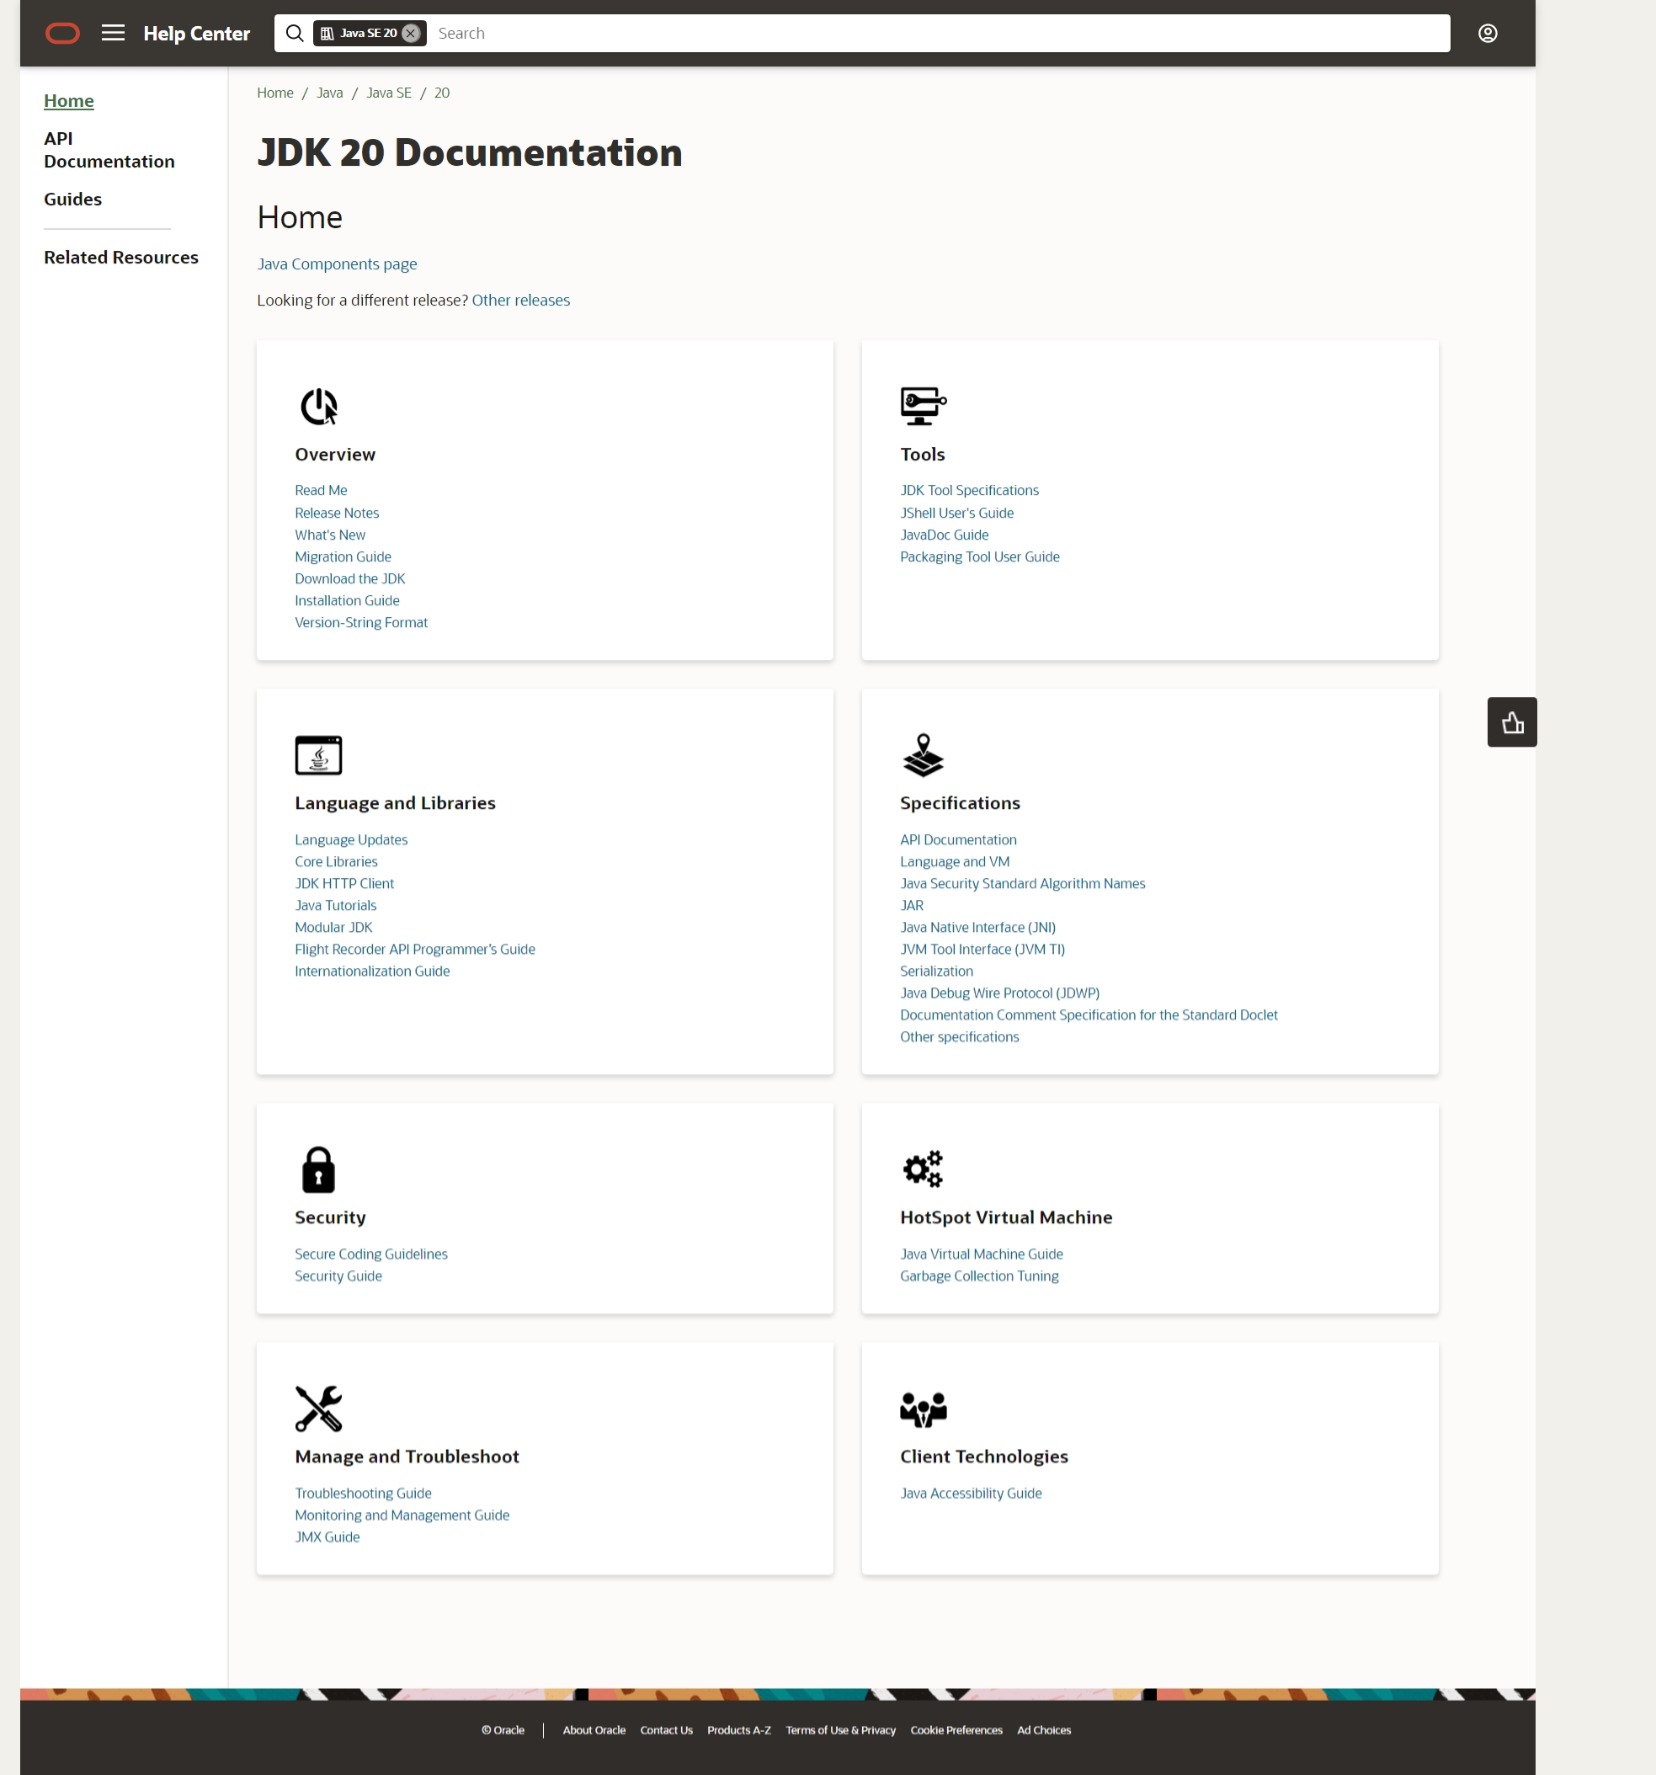 Help Center
Java SE 20
Search
Home
API
Documentation
Guides
Related Resources
Home / Java / Java SE / 20
JDK 20 Documentation
Home
Java Components page
Looking for a different release? Other releases
Overview
Read Me
Release Notes
What's New
Migration Guide
Download the JDK
Installation Guide
Version-String Format
Tools
JDK Tool Specifications
JShell User's Guide
JavaDoc Guide
Packaging Tool User Guide
Language and Libraries
Language Updates
Core Libraries
JDK HTTP Client
Java Tutorials
Modular JDK
Flight Recorder API Programmer's Guide
Internationalization Guide
Specifications
API Documentation
Language and VM
Java Security Standard Algorithm Names
JAR
Java Native Interface (JNI)
JVM Tool Interface (JVM TI)
Serialization
Java Debug Wire Protocol (JDWP)
Documentation Comment Specification for the Standard Doclet
Other specifications
Security
Secure Coding Guidelines
Security Guide
HotSpot Virtual Machine
Java Virtual Machine Guide
Garbage Collection Tuning
Manage and Troubleshoot
Troubleshooting Guide
Monitoring and Management Guide
JMX Guide
Client Technologies
Java Accessibility Guide
© Oracle | About Oracle Contact Us Products A-Z Terms of Use & Privacy Cookie Preferences Ad Choices